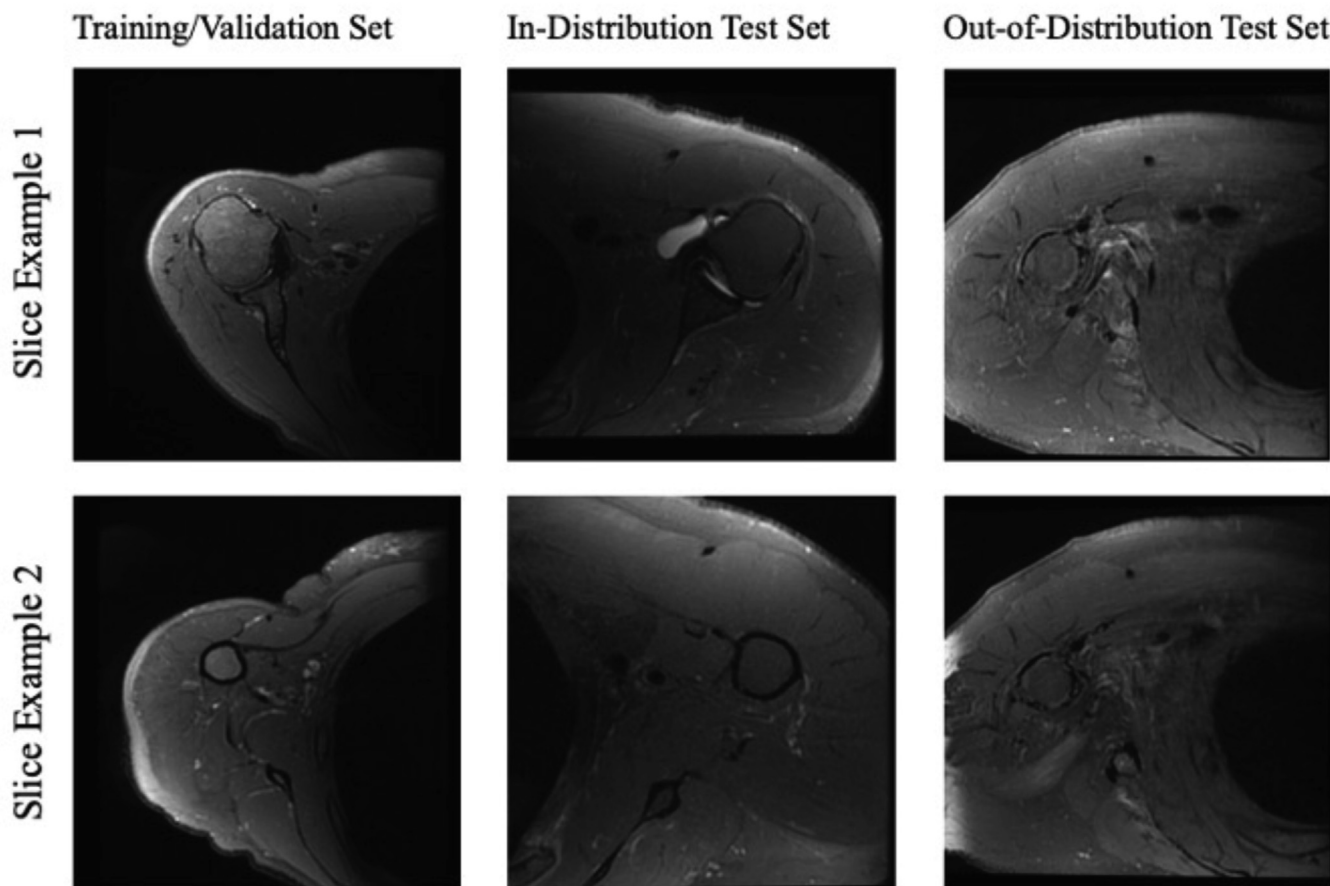 Training/Validation Set
In-Distribution Test Set
Out-of-Distribution Test Set
Slice Example 1
Slice Example 2